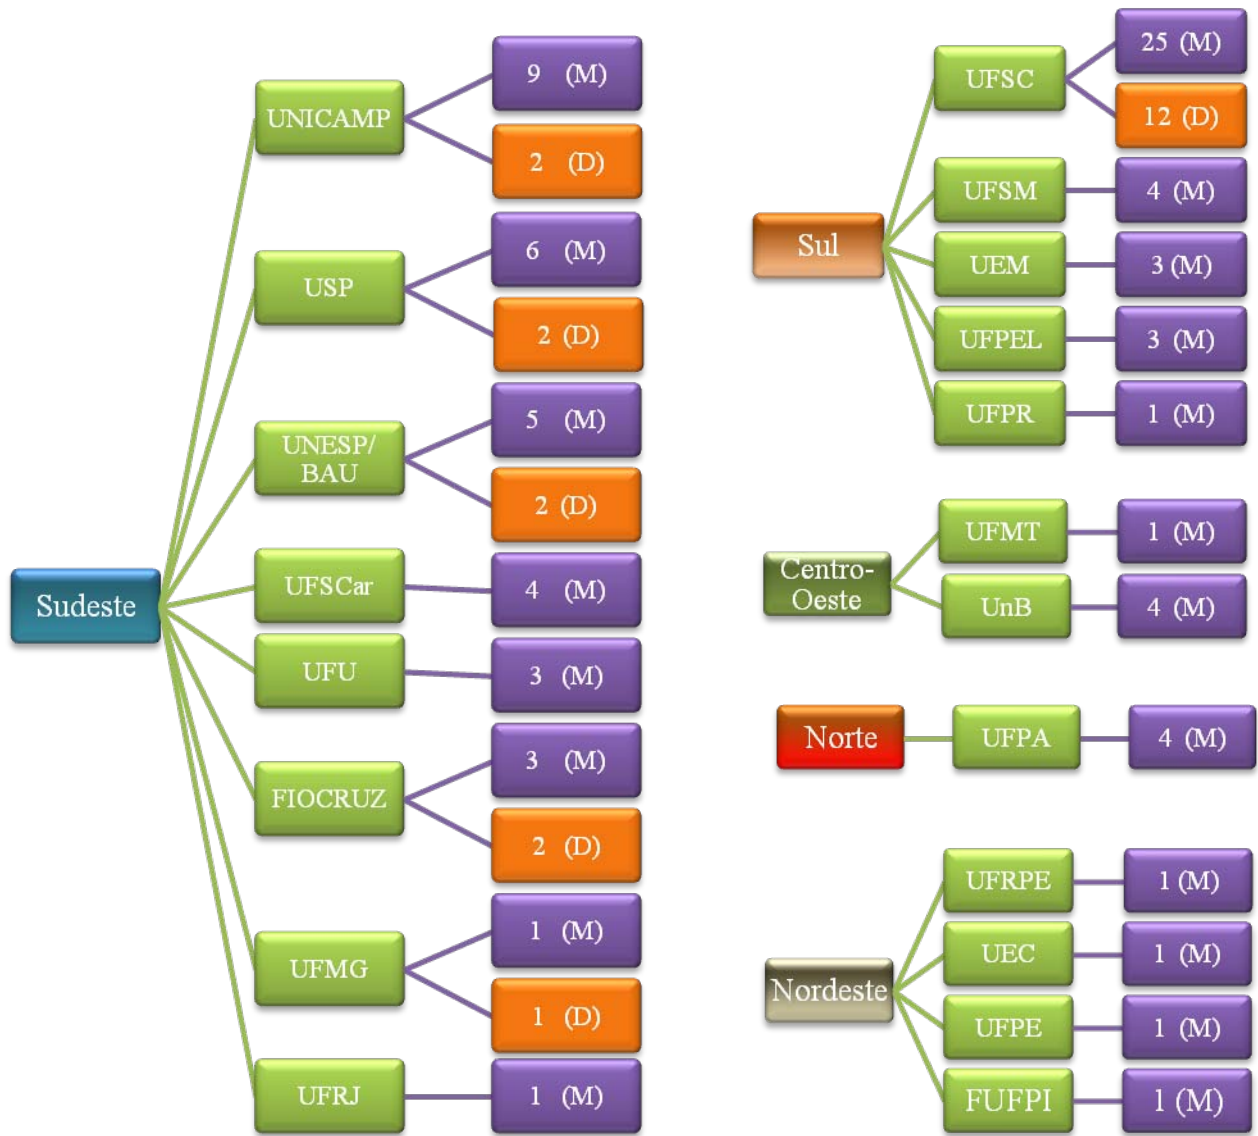 Sudeste
UNICAMP
9 (M)
2 (D)
USP
6 (M)
2 (D)
UNESP/
BAU
5 (M)
2 (D)
UFSCar
4 (M)
UFU
3 (M)
FIOCRUZ
3 (M)
2 (D)
UFMG
1 (M)
1 (D)
UFRJ
1 (M)
Sul
UFSC
25 (M)
12 (D)
UFSM
4 (M)
UEM
3 (M)
UFPEL
3 (M)
UFPR
1 (M)
Centro-
Oeste
UFMT
1 (M)
UnB
4 (M)
Norte
UFPA
4 (M)
Nordeste
UFRPE
1 (M)
UEC
1 (M)
UFPE
1 (M)
FUFPI
1 (M)